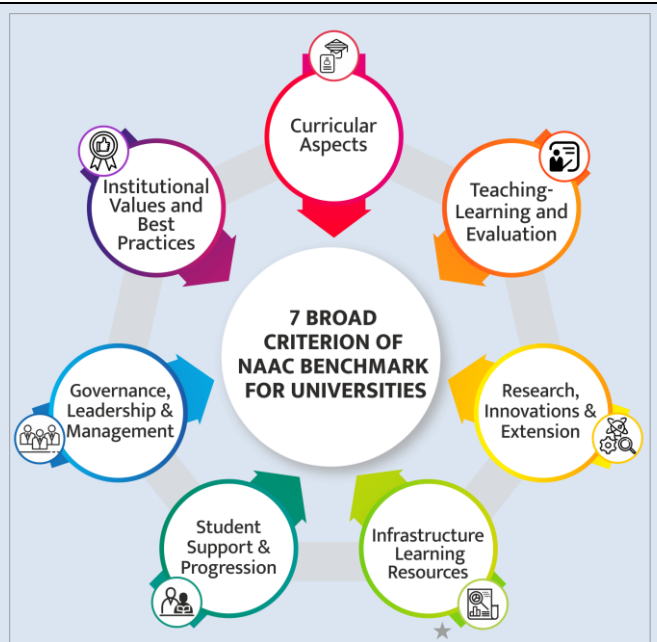 Curricular
Aspects
Teaching-
Learning and
Evaluation
Research,
Innovations &
Extension
Infrastructure
Learning
Resources
Student
Support &
Progression
Governance,
Leadership &
Management
Institutional
Values and
Best
Practices
7 BROAD
CRITERION OF
NAAC BENCHMARK
FOR UNIVERSITIES